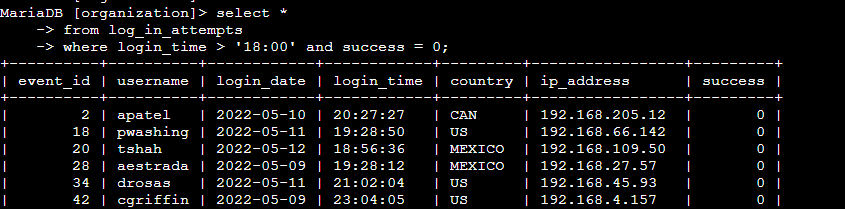 MariaDB [organization]> select *
    -> from log_in_attempts
    -> where login_time > '18:00' and success = 0;
+----------+----------+------------+------------+---------+-----------------+---------+
| event_id | username | login_date | login_time | country | ip_address      | success |
+----------+----------+------------+------------+---------+-----------------+---------+
|        2 | apatel   | 2022-05-10 | 20:27:27   | CAN     | 192.168.205.12  |       0 |
|       18 | pwashing | 2022-05-11 | 19:28:50   | US      | 192.168.66.142  |       0 |
|       20 | tshah    | 2022-05-12 | 18:56:36   | MEXICO  | 192.168.109.50  |       0 |
|       28 | aestrada | 2022-05-09 | 19:28:12   | MEXICO  | 192.168.27.57   |       0 |
|       34 | drosas   | 2022-05-11 | 21:02:04   | US      | 192.168.45.93   |       0 |
|       42 | cgriffin | 2022-05-09 | 23:04:05   | US      | 192.168.4.157   |       0 |